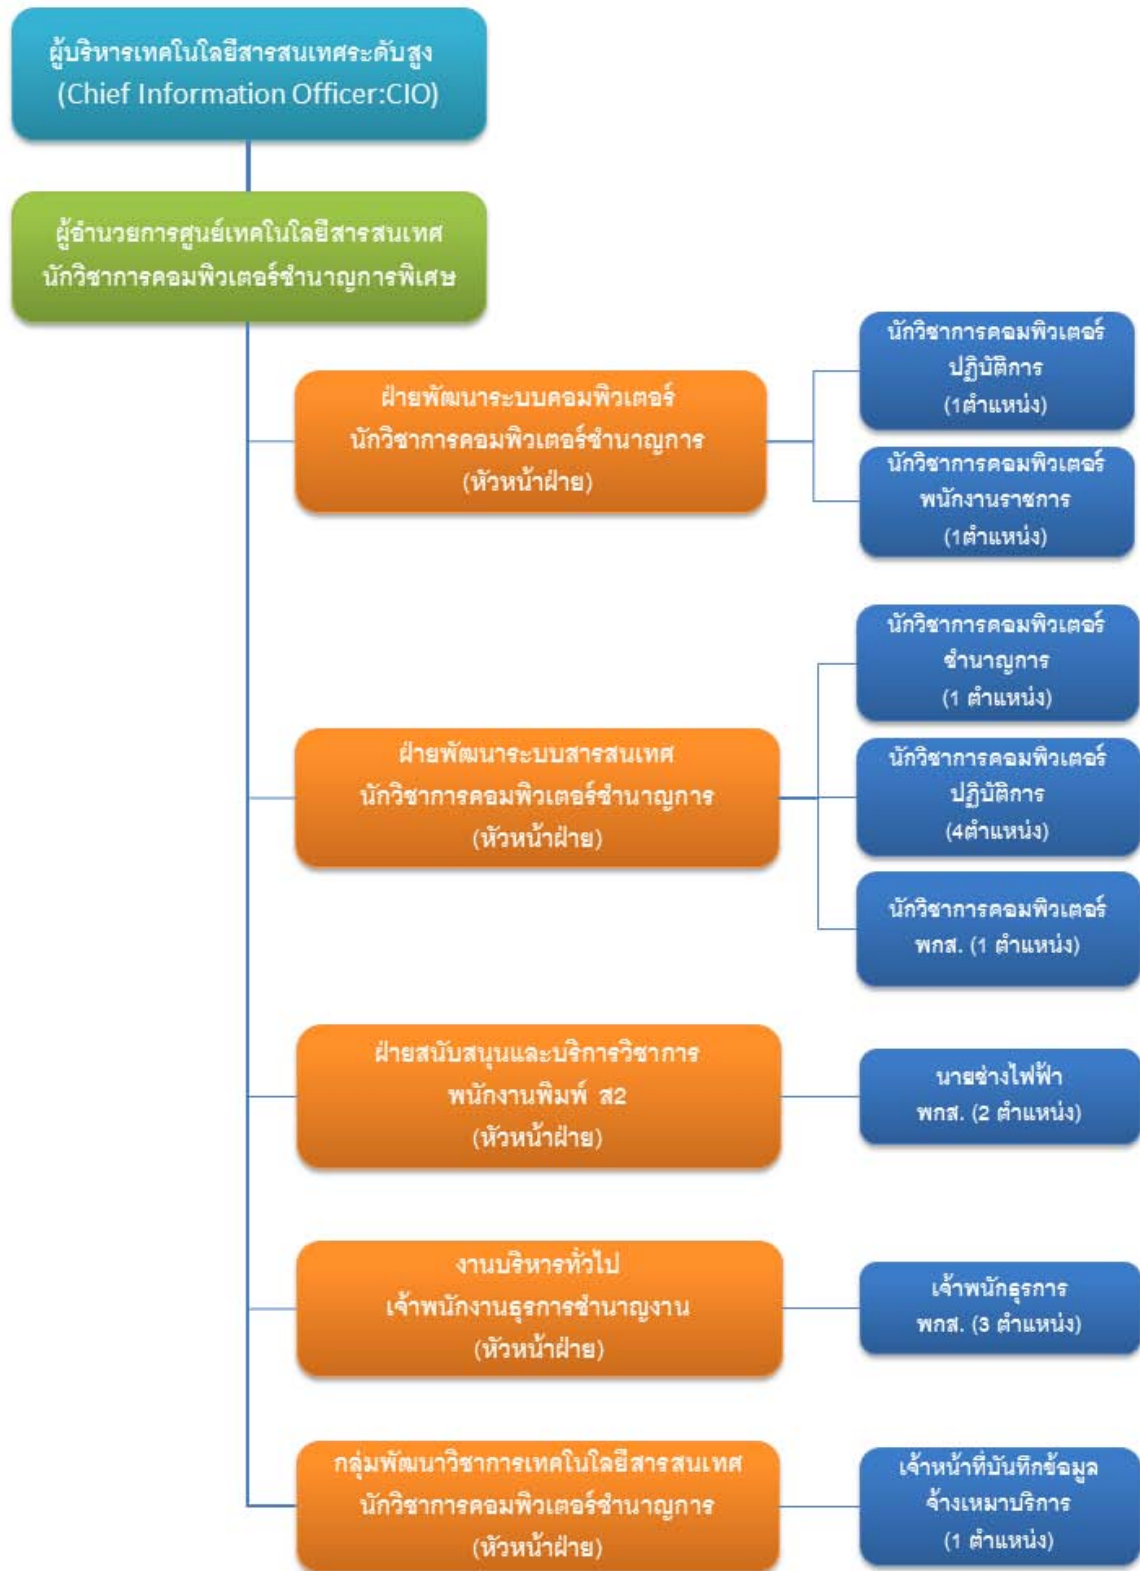 ผู้บริหารเทคโนโลยีสารสนเทศระดับสูง
(Chief Information Officer:CIO)
ผู้อำนวยการศูนย์เทคโนโลยีสารสนเทศ
นักวิชาการคอมพิวเตอร์ชำนาญการพิเศษ
ฝ่ายพัฒนาระบบคอมพิวเตอร์
นักวิชาการคอมพิวเตอร์ชำนาญการ
(หัวหน้าฝ่าย)
นักวิชาการคอมพิวเตอร์
ปฏิบัติการ
(1ตำแหน่ง)
นักวิชาการคอมพิวเตอร์
พนักงานราชการ
(1ตำแหน่ง)
ฝ่ายพัฒนาระบบสารสนเทศ
นักวิชาการคอมพิวเตอร์ชำนาญการ
(หัวหน้าฝ่าย)
นักวิชาการคอมพิวเตอร์
ชำนาญการ
(1 ตำแหน่ง)
นักวิชาการคอมพิวเตอร์
ปฏิบัติการ
(4ตำแหน่ง)
นักวิชาการคอมพิวเตอร์
พกส. (1 ตำแหน่ง)
ฝ่ายสนับสนุนและบริการวิชาการ
พนักงานพิมพ์ ส2
(หัวหน้าฝ่าย)
นายช่างไฟฟ้า
พกส. (2 ตำแหน่ง)
งานบริหารทั่วไป
เจ้าพนักงานธุรการชำนาญงาน
(หัวหน้าฝ่าย)
เจ้าพนักธุรการ
พกส. (3 ตำแหน่ง)
กลุ่มพัฒนาวิชาการเทคโนโลยีสารสนเทศ
นักวิชาการคอมพิวเตอร์ชำนาญการ
(หัวหน้าฝ่าย)
เจ้าหน้าที่บันทึกข้อมูล
จ้างเหมาบริการ
(1 ตำแหน่ง)